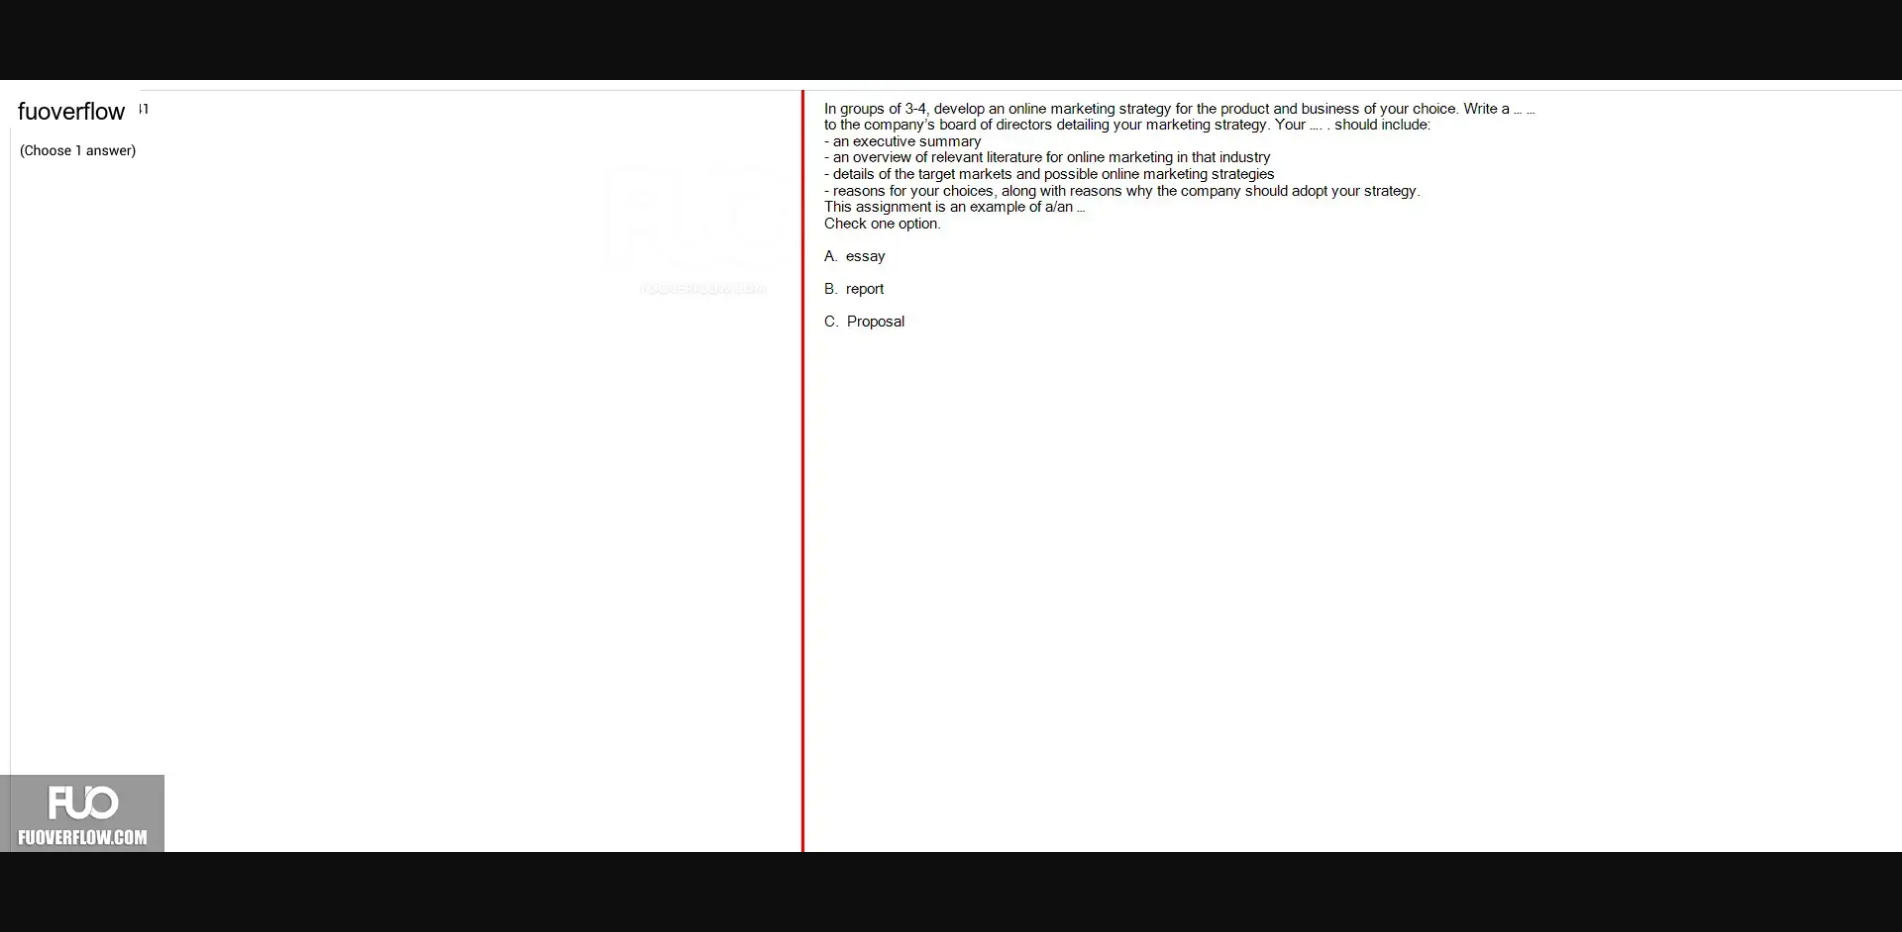 fuoverflow 41
(Choose 1 answer)
In groups of 3-4, develop an online marketing strategy for the product and business of your choice. Write a ... ...
to the company's board of directors detailing your marketing strategy. Your .... . should include:
- an executive summary
- an overview of relevant literature for online marketing in that industry
- details of the target markets and possible online marketing strategies
- reasons for your choices, along with reasons why the company should adopt your strategy.
This assignment is an example of a/an ...
Check one option.
A. essay
B. report
C. Proposal
FUO
FUOVERFLOW.COM
FUO
FUOVERFLOW.COM